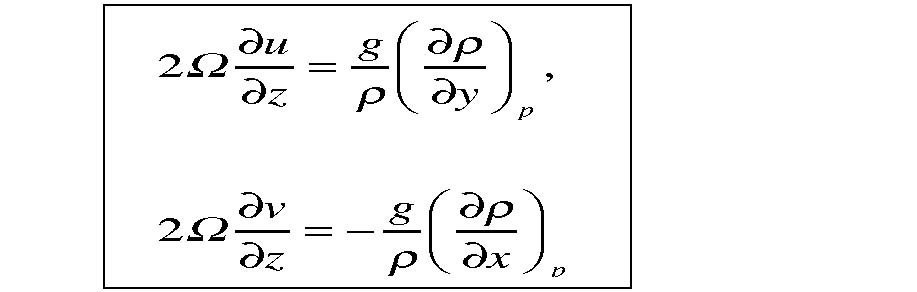 2Ω ∂u/∂z = g/ρ (∂ρ/∂y)_p ,
2Ω ∂v/∂z = − g/ρ (∂ρ/∂x)_p